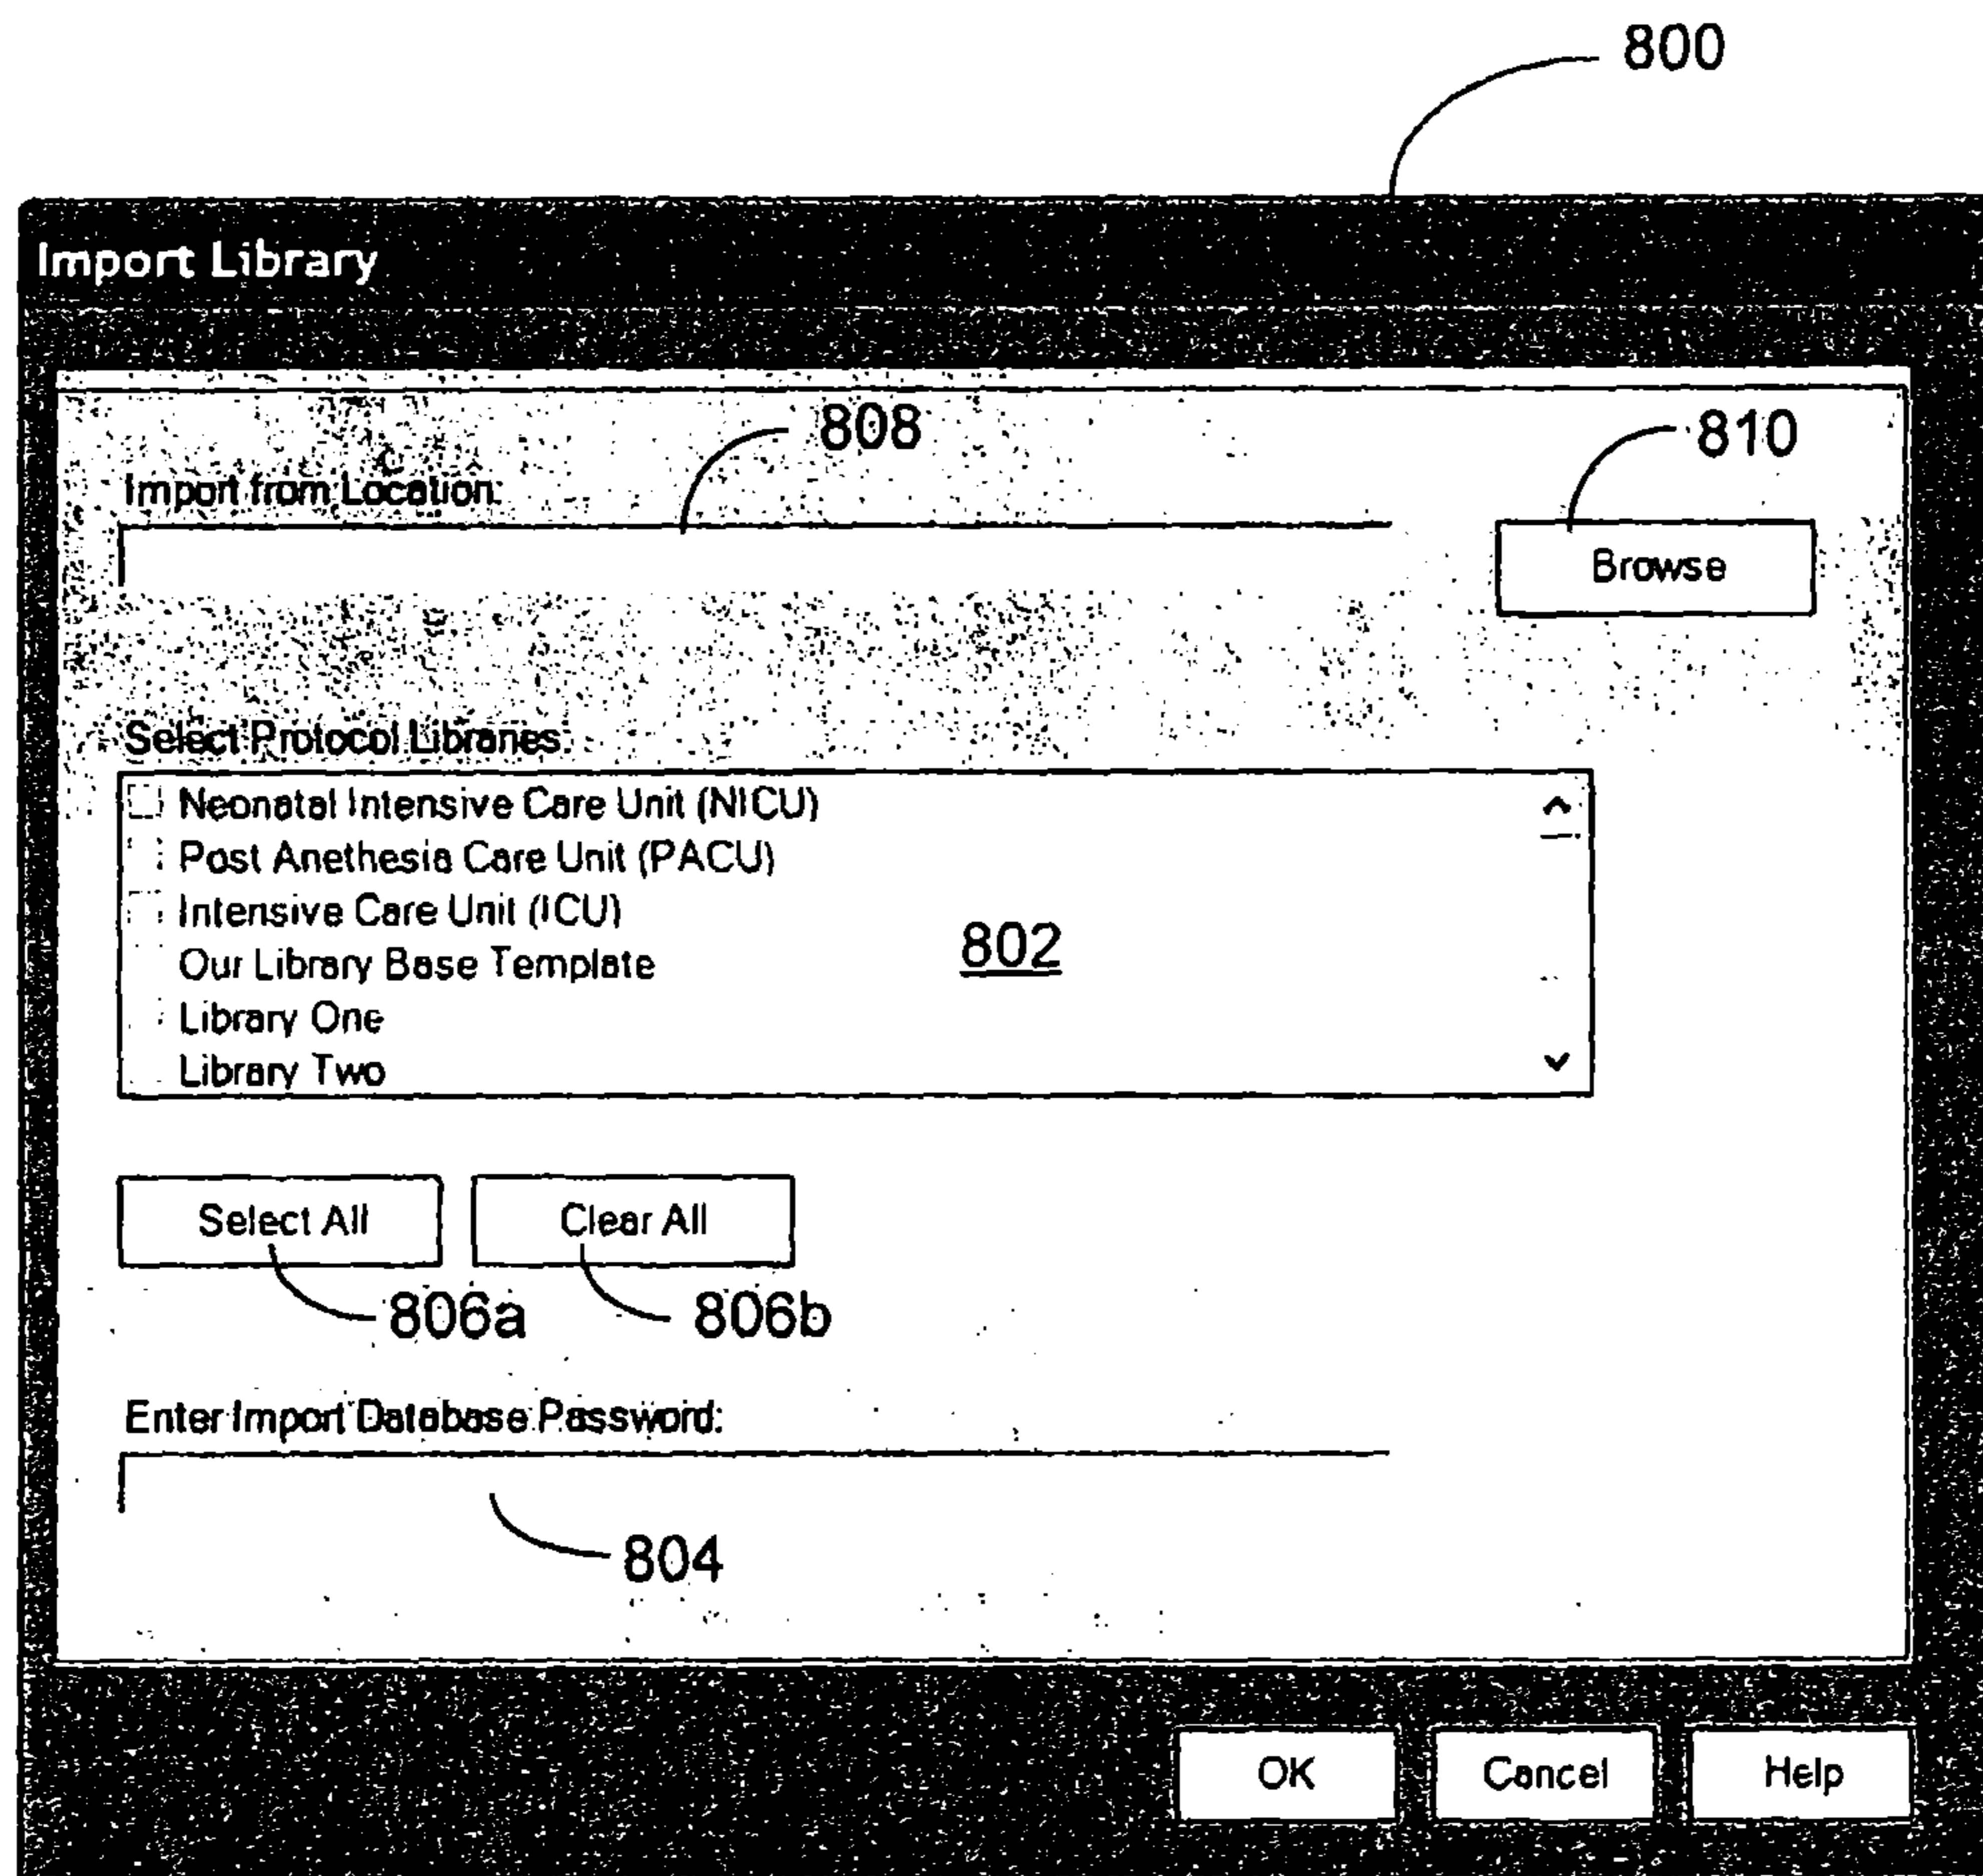 800
Import Library
808
810
Import from Location:
Browse
Select Protocol Libraries:
Neonatal Intensive Care Unit (NICU)
Post Anethesia Care Unit (PACU)
Intensive Care Unit (ICU)
802
Our Library Base Template
Library One
Library Two
Select All Clear All
806a 806b
Enter Import Database Password:
804
OK Cancel Help